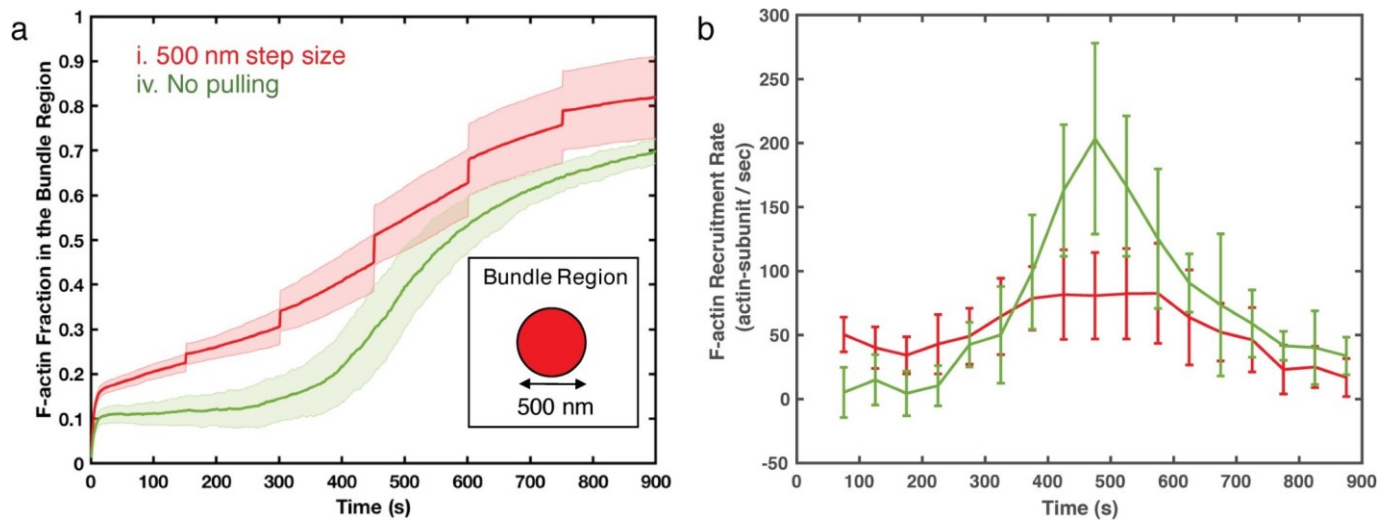 a
F-actin Fraction in the Bundle Region
1
0.9
0.8
0.7
0.6
0.5
0.4
0.3
0.2
0.1
0
i. 500 nm step size
iv. No pulling
Bundle Region
500 nm
0 100 200 300 400 500 600 700 800 900
Time (s)
b
F-actin Recruitment Rate
(actin-subunit / sec)
300
250
200
150
100
50
0
-50
100 200 300 400 500 600 700 800 900
Time (s)